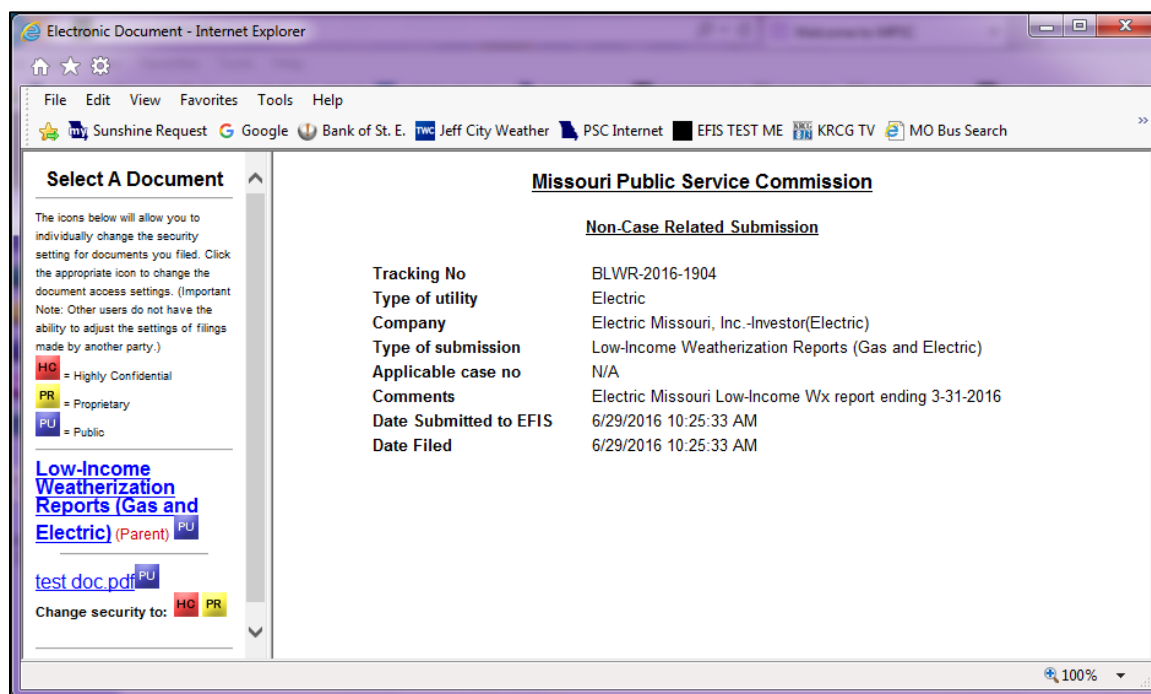 Electronic Document - Internet Explorer
File Edit View Favorites Tools Help
my Sunshine Request G Google Bank of St. E. TWC Jeff City Weather PSC Internet EFIS TEST ME KRCG TV MO Bus Search »
Select A Document
The icons below will allow you to
individually change the security
setting for documents you filed. Click
the appropriate icon to change the
document access settings. (Important
Note: Other users do not have the
ability to adjust the settings of filings
made by another party.)
HC = Highly Confidential
PR = Proprietary
PU = Public
Low-Income
Weatherization
Reports (Gas and
Electric) (Parent) PU
test doc.pdf PU
Change security to: HC PR
Missouri Public Service Commission
Non-Case Related Submission
Tracking No BLWR-2016-1904
Type of utility Electric
Company Electric Missouri, Inc.-Investor(Electric)
Type of submission Low-Income Weatherization Reports (Gas and Electric)
Applicable case no N/A
Comments Electric Missouri Low-Income Wx report ending 3-31-2016
Date Submitted to EFIS 6/29/2016 10:25:33 AM
Date Filed 6/29/2016 10:25:33 AM
100%